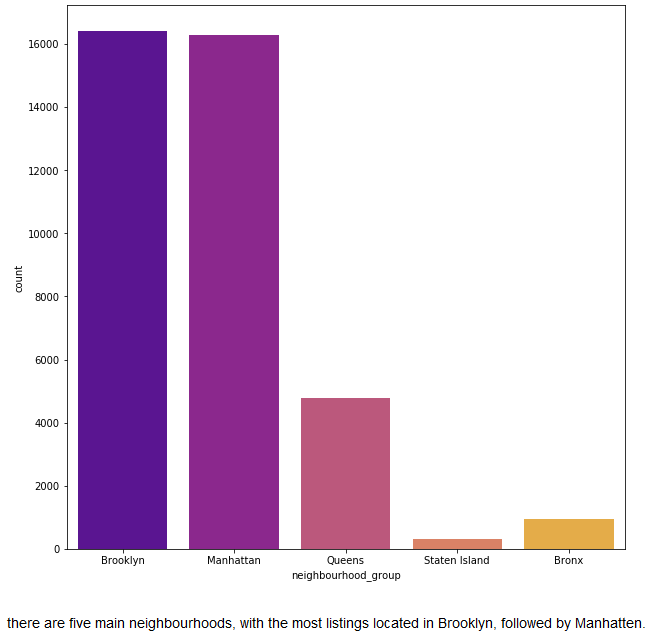 16000
14000
12000
10000
8000
6000
4000
2000
0
count
Brooklyn Manhattan Queens Staten Island Bronx
neighbourhood_group
there are five main neighbourhoods, with the most listings located in Brooklyn, followed by Manhatten.